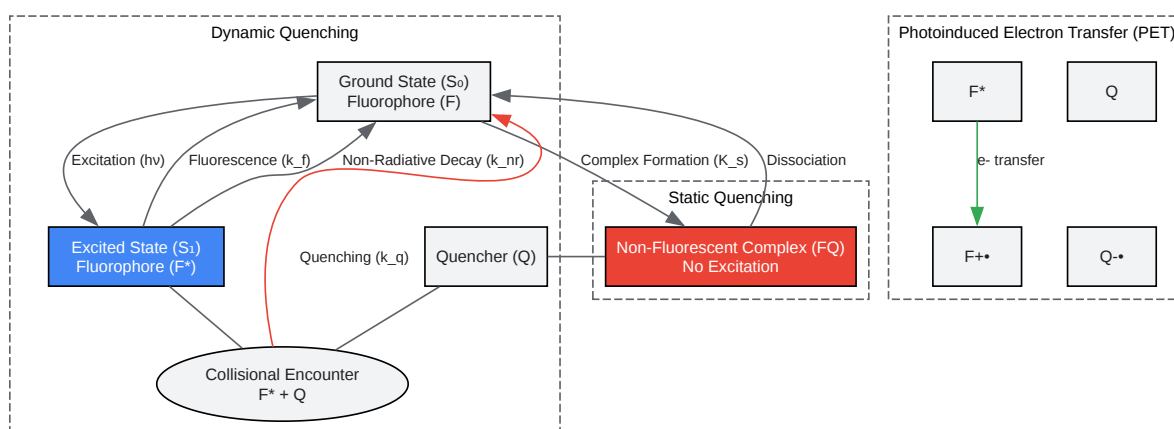 Dynamic Quenching
Photoinduced Electron Transfer (PET)
Ground State (S₀)
Fluorophore (F)
F*
Q
Excitation (hν)
Fluorescence (k_f)
Non-Radiative Decay (k_nr)
Complex Formation (K_s)
Dissociation
e- transfer
Static Quenching
Excited State (S₁)
Fluorophore (F*)
Quenching (k_q)
Quencher (Q)
Non-Fluorescent Complex (FQ)
No Excitation
F+•
Q-•
Collisional Encounter
F* + Q